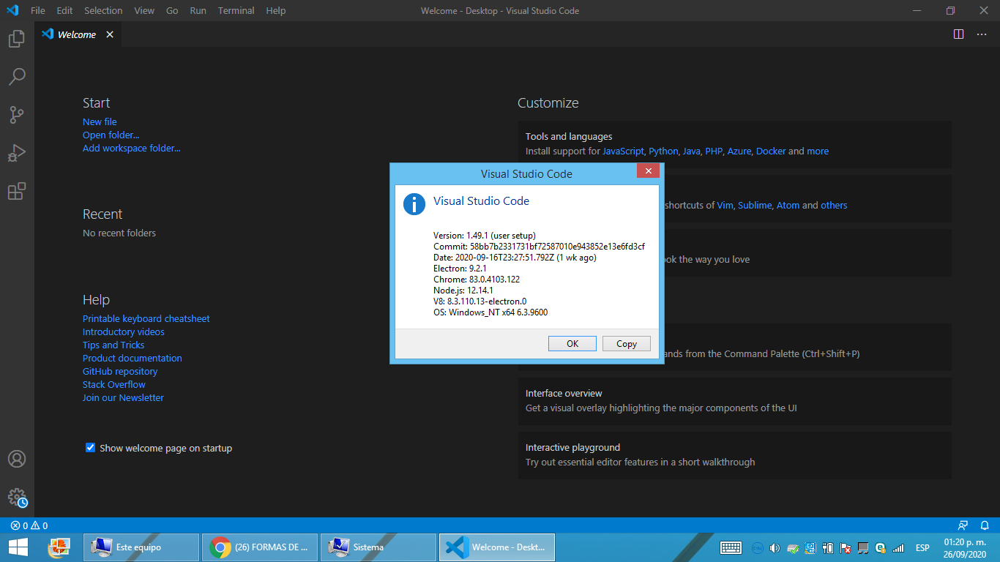 File Edit Selection View Go Run Terminal Help
Welcome - Desktop - Visual Studio Code
Welcome
Start
New file
Open folder...
Add workspace folder...
Recent
No recent folders
Help
Printable keyboard cheatsheet
Introductory videos
Tips and Tricks
Product documentation
GitHub repository
Stack Overflow
Join our Newsletter
Show welcome page on startup
Customize
Tools and languages
Install support for JavaScript, Python, Java, PHP, Azure, Docker and more
shortcuts of Vim, Sublime, Atom and others
ook the way you love
ands from the Command Palette (Ctrl+Shift+P)
Interface overview
Get a visual overlay highlighting the major components of the UI
Interactive playground
Try out essential editor features in a short walkthrough
Visual Studio Code
Visual Studio Code
Version: 1.49.1 (user setup)
Commit: 58bb7b2331731bf72587010e943852e13e6fd3cf
Date: 2020-09-16T23:27:51.792Z (1 wk ago)
Electron: 9.2.1
Chrome: 83.0.4103.122
Node.js: 12.14.1
V8: 8.3.110.13-electron.0
OS: Windows_NT x64 6.3.9600
OK Copy
0 0
Este equipo
(26) FORMAS DE ...
Sistema
Welcome - Deskt...
ESP
01:20 p. m.
26/09/2020